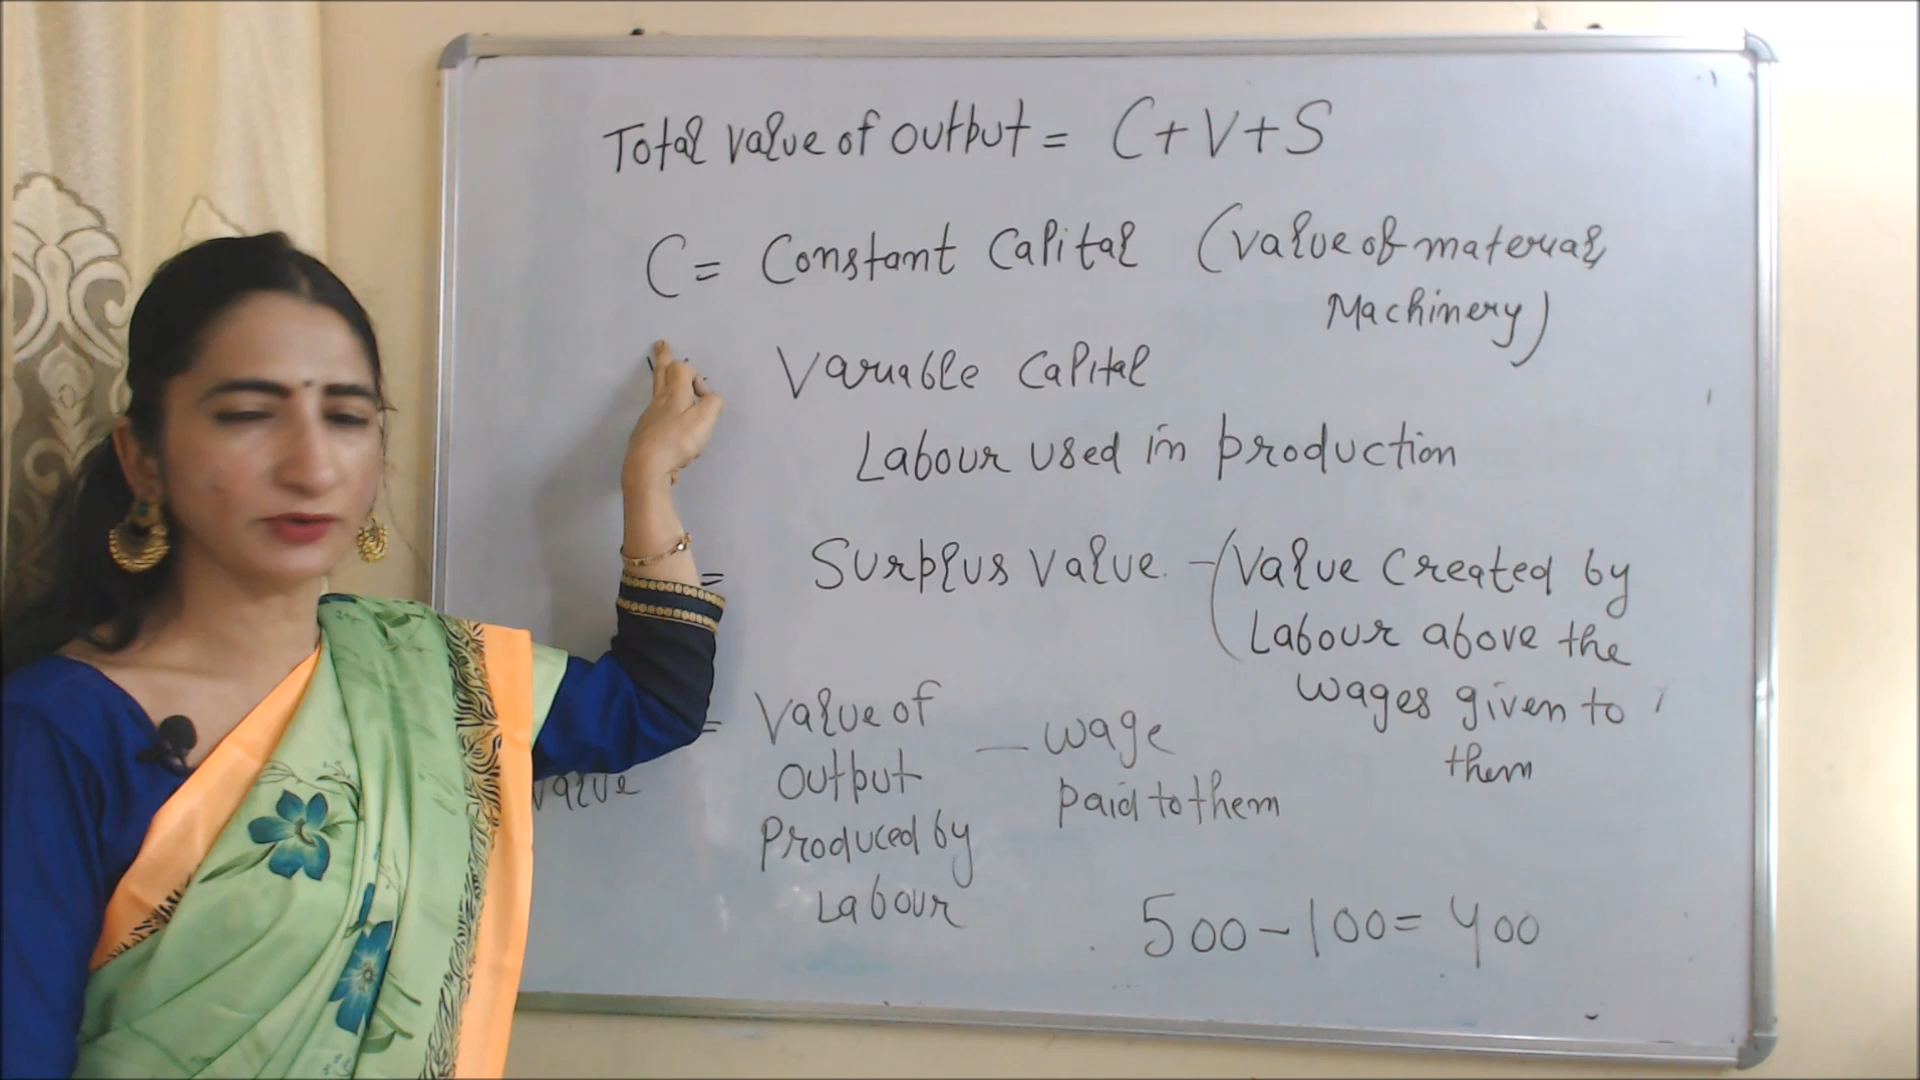 Total value of output = C+V+S
C = Constant Capital (value of material,
Machinery)
Variable Capital
Labour used in production
= Surplus value - (Value created by
Labour above the
wages given to
them
= Value of
output
Produced by
Labour
— wage
paid to them
value
500-100= 400